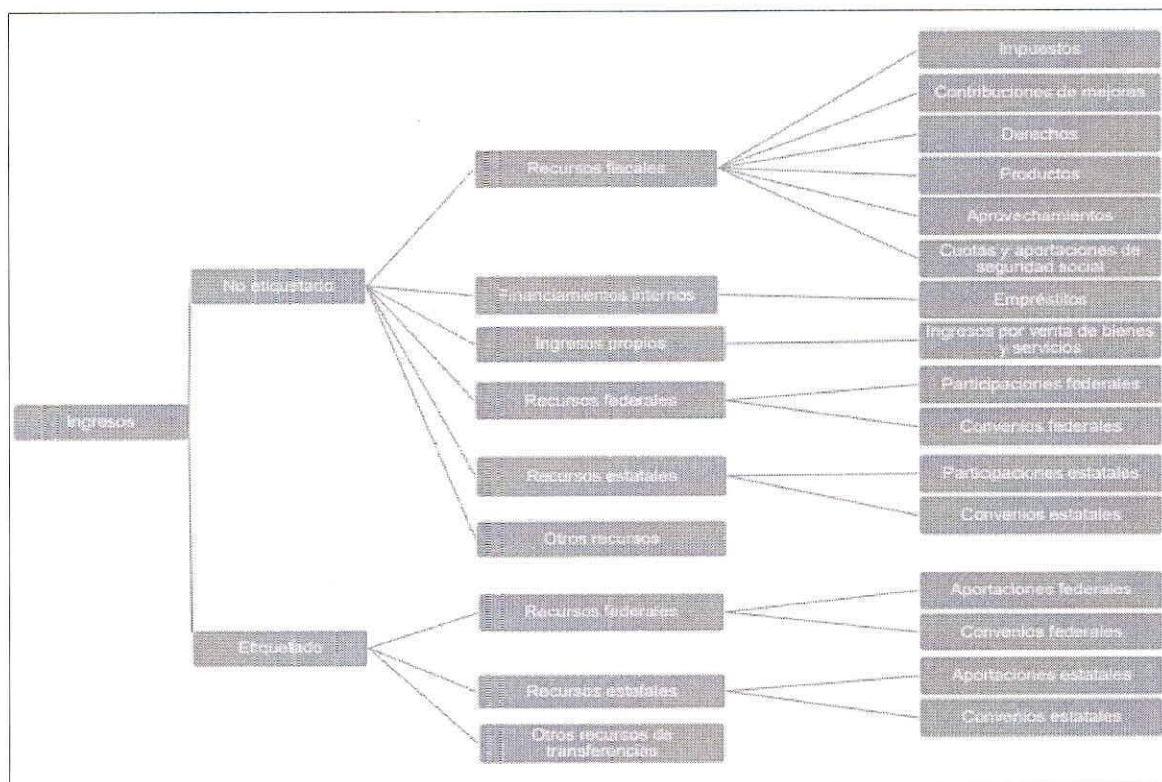 Impuestos
Contribuciones de mejoras
Derechos
Recursos fiscales
Productos
Aprovechamientos
Cuotas y aportaciones de
seguridad social
No etiquetado
Financiamientos internos
Empréstitos
Ingresos propios
Ingresos por venta de bienes
y servicios
Recursos federales
Participaciones federales
Convenios federales
Ingresos
Recursos estatales
Participaciones estatales
Convenios estatales
Otros recursos
Etiquetado
Recursos federales
Aportaciones federales
Convenios federales
Recursos estatales
Aportaciones estatales
Convenios estatales
Otros recursos de
transferencias